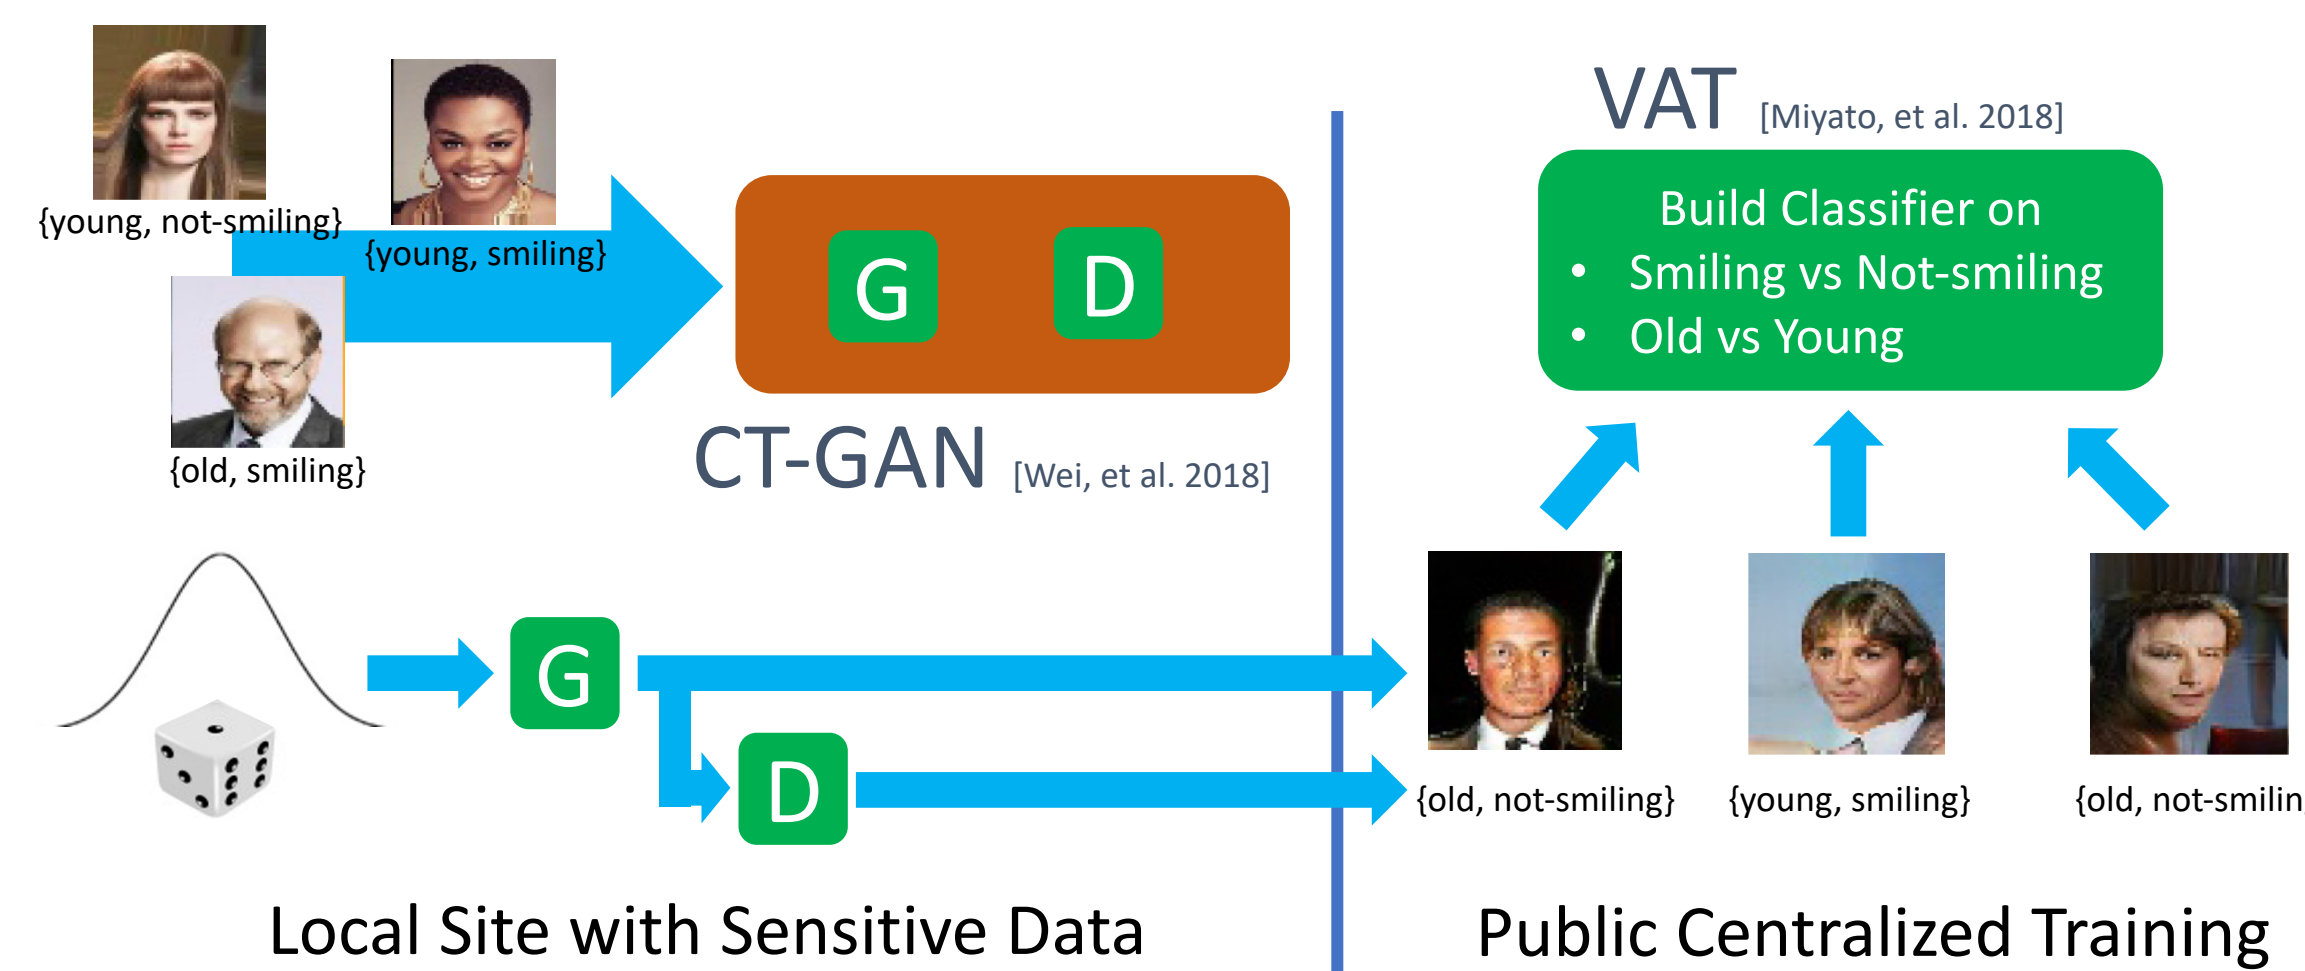 {young, not-smiling}
{young, smiling}
{old, smiling}
G
D
CT-GAN [Wei, et al. 2018]
G
D
Local Site with Sensitive Data
VAT [Miyato, et al. 2018]
Build Classifier on
• Smiling vs Not-smiling
• Old vs Young
{old, not-smiling}
{young, smiling}
{old, not-smilin
Public Centralized Training